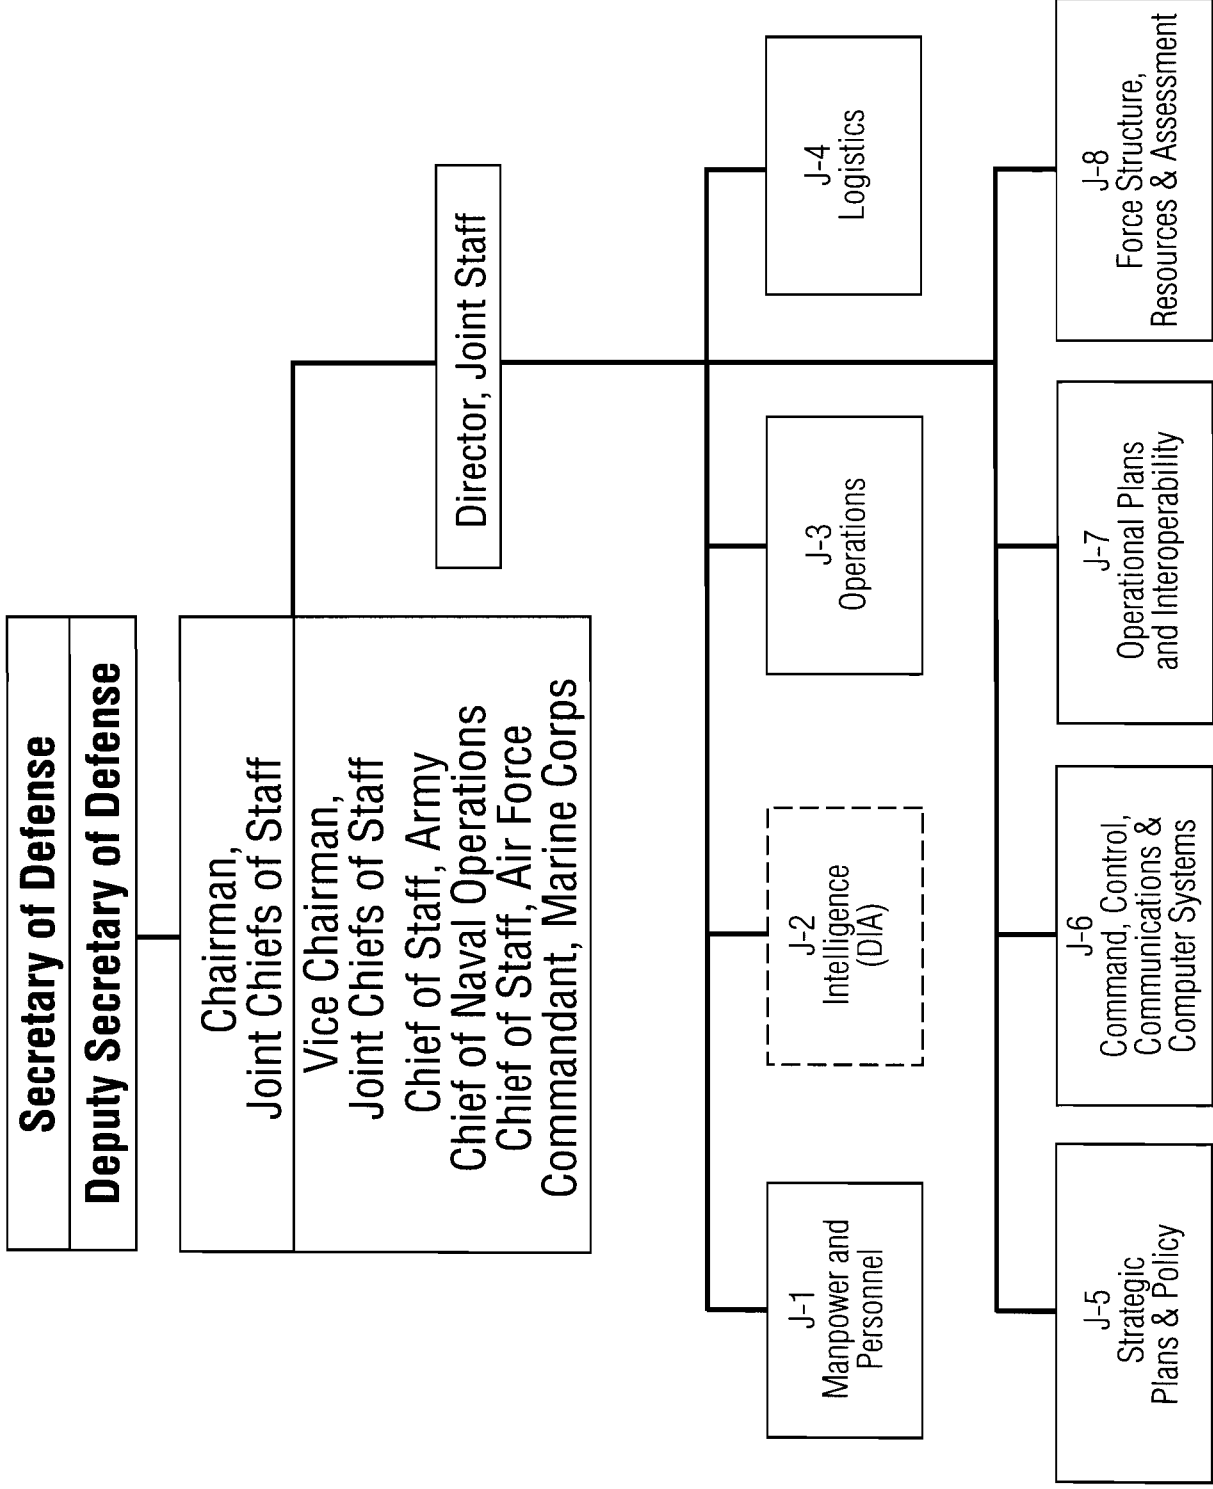 Secretary of Defense
Deputy Secretary of Defense
Chairman,
Joint Chiefs of Staff
Vice Chairman,
Joint Chiefs of Staff
Chief of Staff, Army
Chief of Naval Operations
Chief of Staff, Air Force
Commandant, Marine Corps
Director, Joint Staff
J-1
Manpower and
Personnel
J-2
Intelligence
(DIA)
J-3
Operations
J-4
Logistics
J-5
Strategic
Plans & Policy
J-6
Command, Control,
Communications &
Computer Systems
J-7
Operational Plans
and Interoperability
J-8
Force Structure,
Resources & Assessment